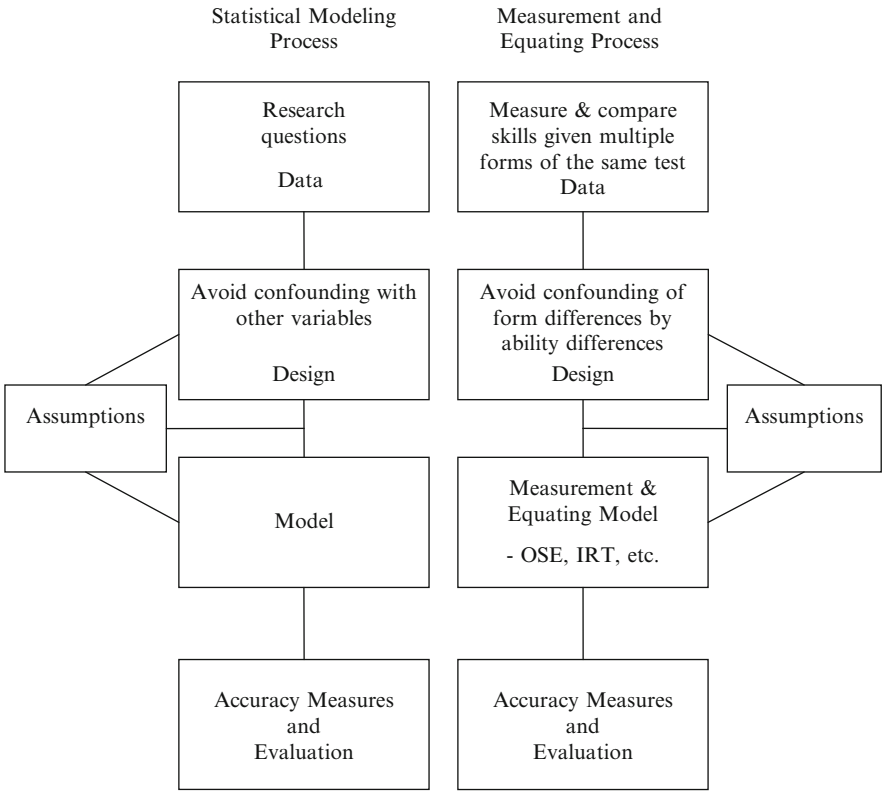 Statistical Modeling
Process
Research
questions
Data
Avoid confounding with
other variables
Design
Assumptions
Model
Accuracy Measures
and
Evaluation
Measurement and
Equating Process
Measure & compare
skills given multiple
forms of the same test
Data
Avoid confounding of
form differences by
ability differences
Design
Assumptions
Measurement &
Equating Model
- OSE, IRT, etc.
Accuracy Measures
and
Evaluation